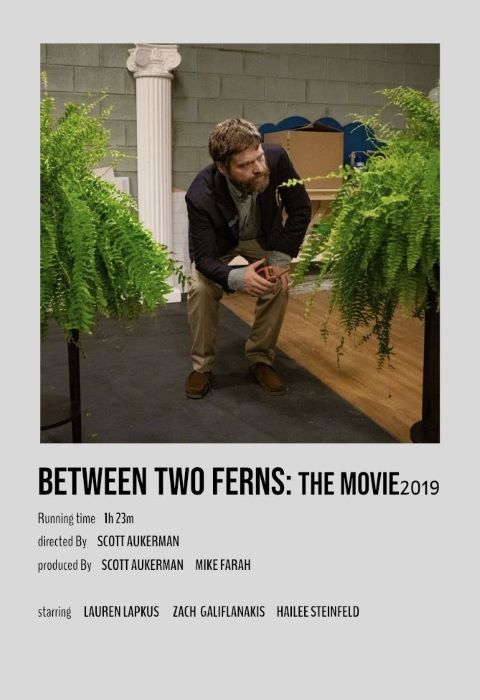 BETWEEN TWO FERNS: THE MOVIE2019
Running time 1h 23m
directed By SCOTT AUKERMAN
produced By SCOTT AUKERMAN MIKE FARAH
starring LAUREN LAPKUS ZACH GALIFLANAKIS HAILEE STEINFELD